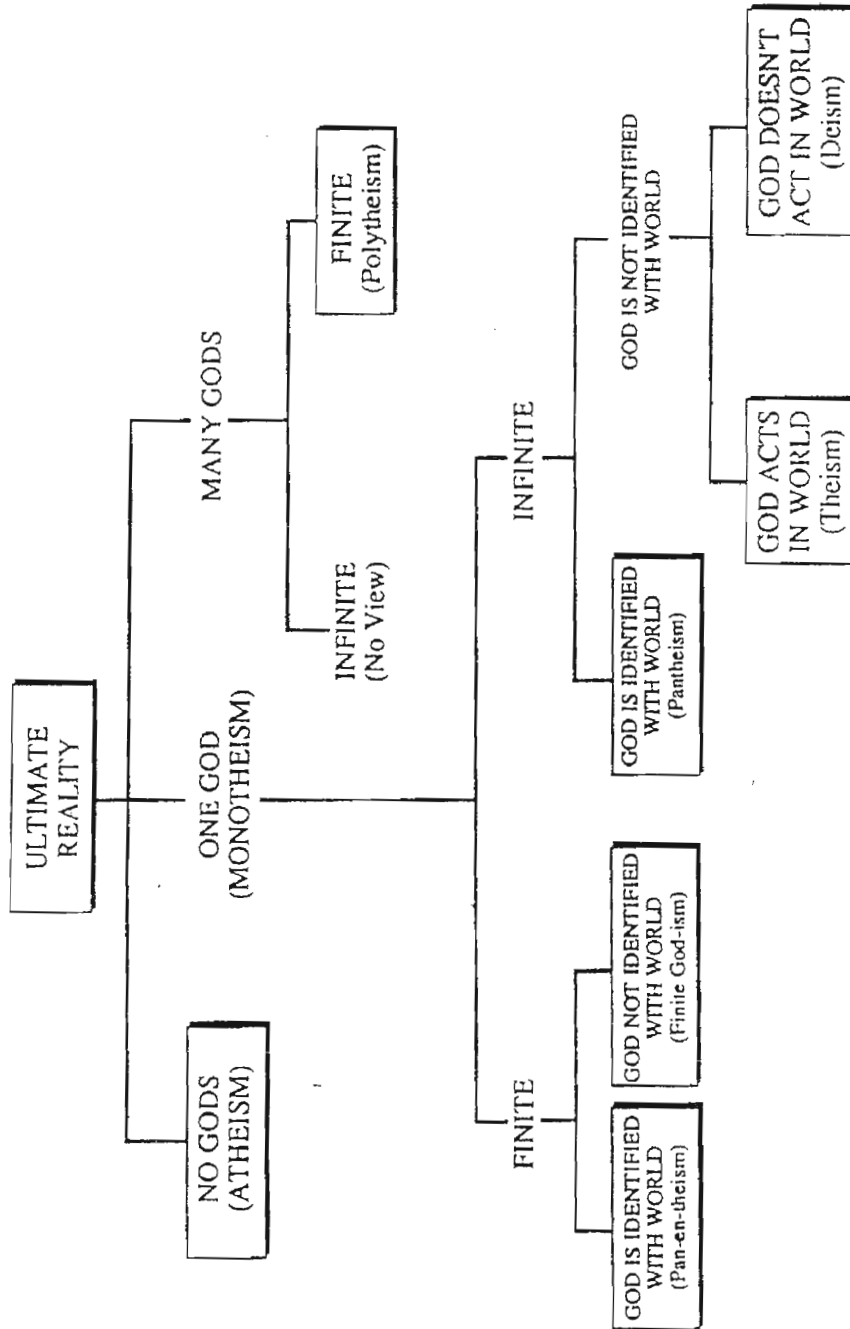 ULTIMATE
REALITY
NO GODS
(ATHEISM)
ONE GOD
(MONOTHEISM)
MANY GODS
INFINITE
(No View)
FINITE
(Polytheism)
FINITE
INFINITE
GOD IS IDENTIFIED
WITH WORLD
(Pan-en-theism)
GOD NOT IDENTIFIED
WITH WORLD
(Finite God-ism)
GOD IS IDENTIFIED
WITH WORLD
(Pantheism)
GOD IS NOT IDENTIFIED
WITH WORLD
GOD ACTS
IN WORLD
(Theism)
GOD DOESN'T
ACT IN WORLD
(Deism)